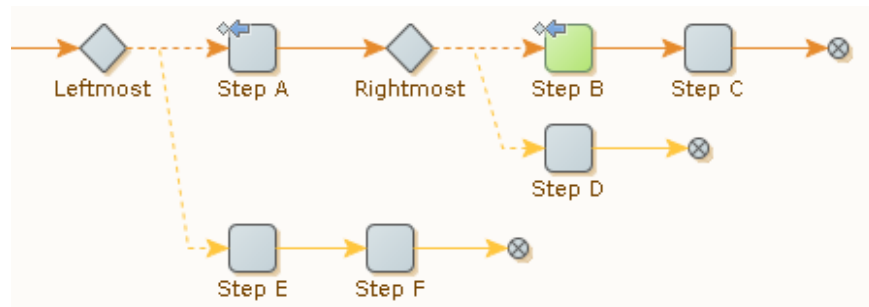 Leftmost
Step A
Rightmost
Step B
Step C
Step D
Step E
Step F